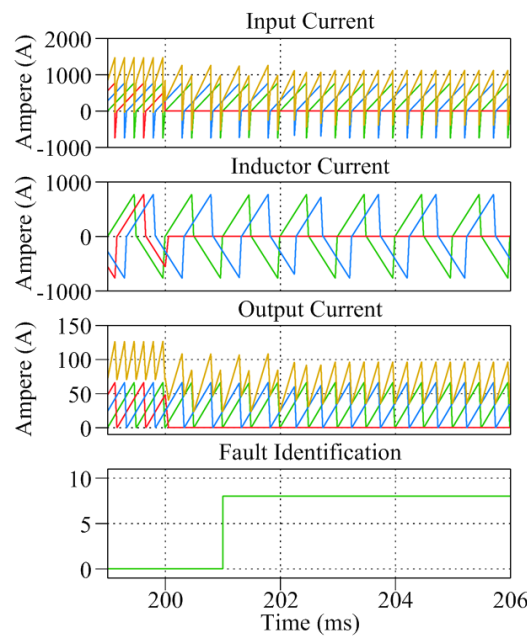 Input Current
Ampere (A)
2000
1000
0
-1000
Inductor Current
1000
0
-1000
Output Current
Ampere (A)
150
100
50
0
Fault Identification
10
5
0
200
202
204
206
Time (ms)